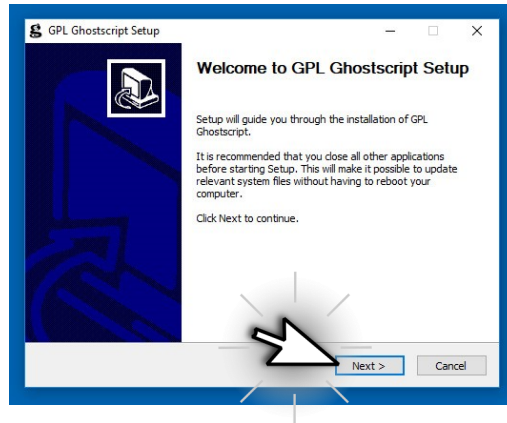 GPL Ghostscript Setup
Welcome to GPL Ghostscript Setup
Setup will guide you through the installation of GPL
Ghostscript.
It is recommended that you close all other applications
before starting Setup. This will make it possible to update
relevant system files without having to reboot your
computer.
Click Next to continue.
Next >
Cancel